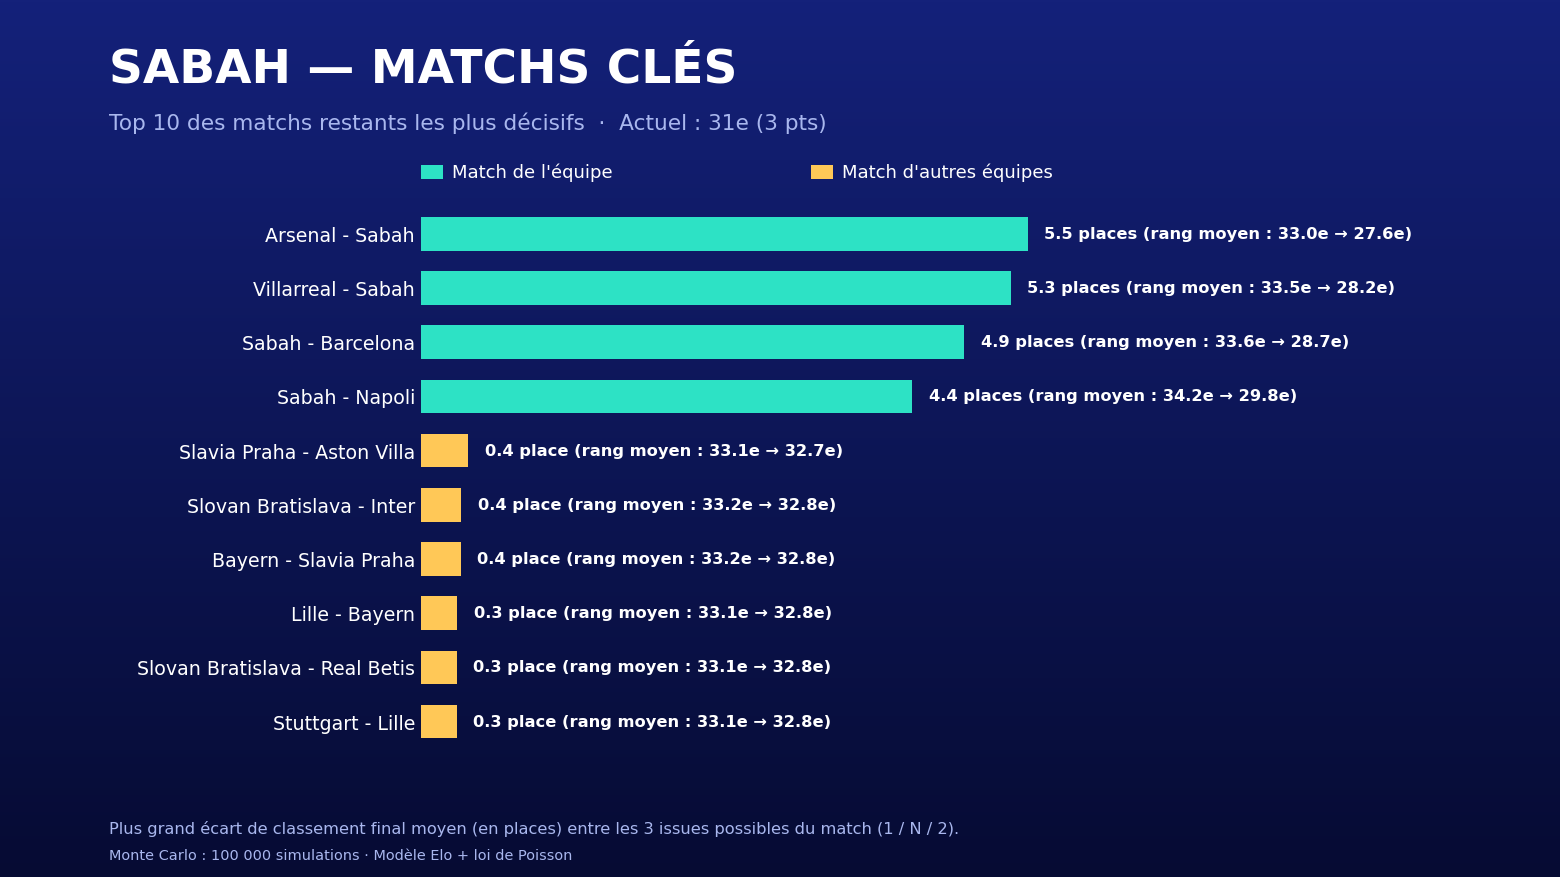 SABAH — MATCHS CLÉS
Top 10 des matchs restants les plus décisifs · Actuel : 31e (3 pts)
Match de l'équipe
Match d'autres équipes
Arsenal - Sabah 5.5 places (rang moyen : 33.0e → 27.6e)
Villarreal - Sabah 5.3 places (rang moyen : 33.5e → 28.2e)
Sabah - Barcelona 4.9 places (rang moyen : 33.6e → 28.7e)
Sabah - Napoli 4.4 places (rang moyen : 34.2e → 29.8e)
Slavia Praha - Aston Villa 0.4 place (rang moyen : 33.1e → 32.7e)
Slovan Bratislava - Inter 0.4 place (rang moyen : 33.2e → 32.8e)
Bayern - Slavia Praha 0.4 place (rang moyen : 33.2e → 32.8e)
Lille - Bayern 0.3 place (rang moyen : 33.1e → 32.8e)
Slovan Bratislava - Real Betis 0.3 place (rang moyen : 33.1e → 32.8e)
Stuttgart - Lille 0.3 place (rang moyen : 33.1e → 32.8e)
Plus grand écart de classement final moyen (en places) entre les 3 issues possibles du match (1 / N / 2).
Monte Carlo : 100 000 simulations · Modèle Elo + loi de Poisson